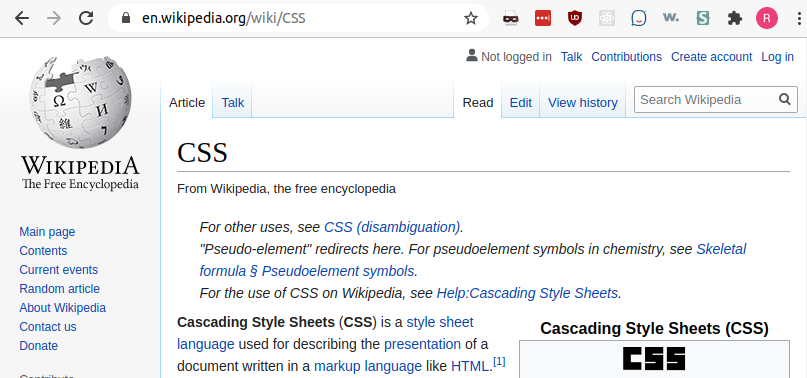 en.wikipedia.org/wiki/CSS
UD
w.
S
R
Not logged in Talk Contributions Create account Log in
Article Talk Read Edit View history Search Wikipedia
Ω W
維 И
WIKIPEDIA
The Free Encyclopedia
Main page
Contents
Current events
Random article
About Wikipedia
Contact us
Donate
Contribute
CSS
From Wikipedia, the free encyclopedia
For other uses, see CSS (disambiguation).
"Pseudo-element" redirects here. For pseudoelement symbols in chemistry, see Skeletal
formula § Pseudoelement symbols.
For the use of CSS on Wikipedia, see Help:Cascading Style Sheets.
Cascading Style Sheets (CSS) is a style sheet
language used for describing the presentation of a
document written in a markup language like HTML.[1]
Cascading Style Sheets (CSS)
CSS